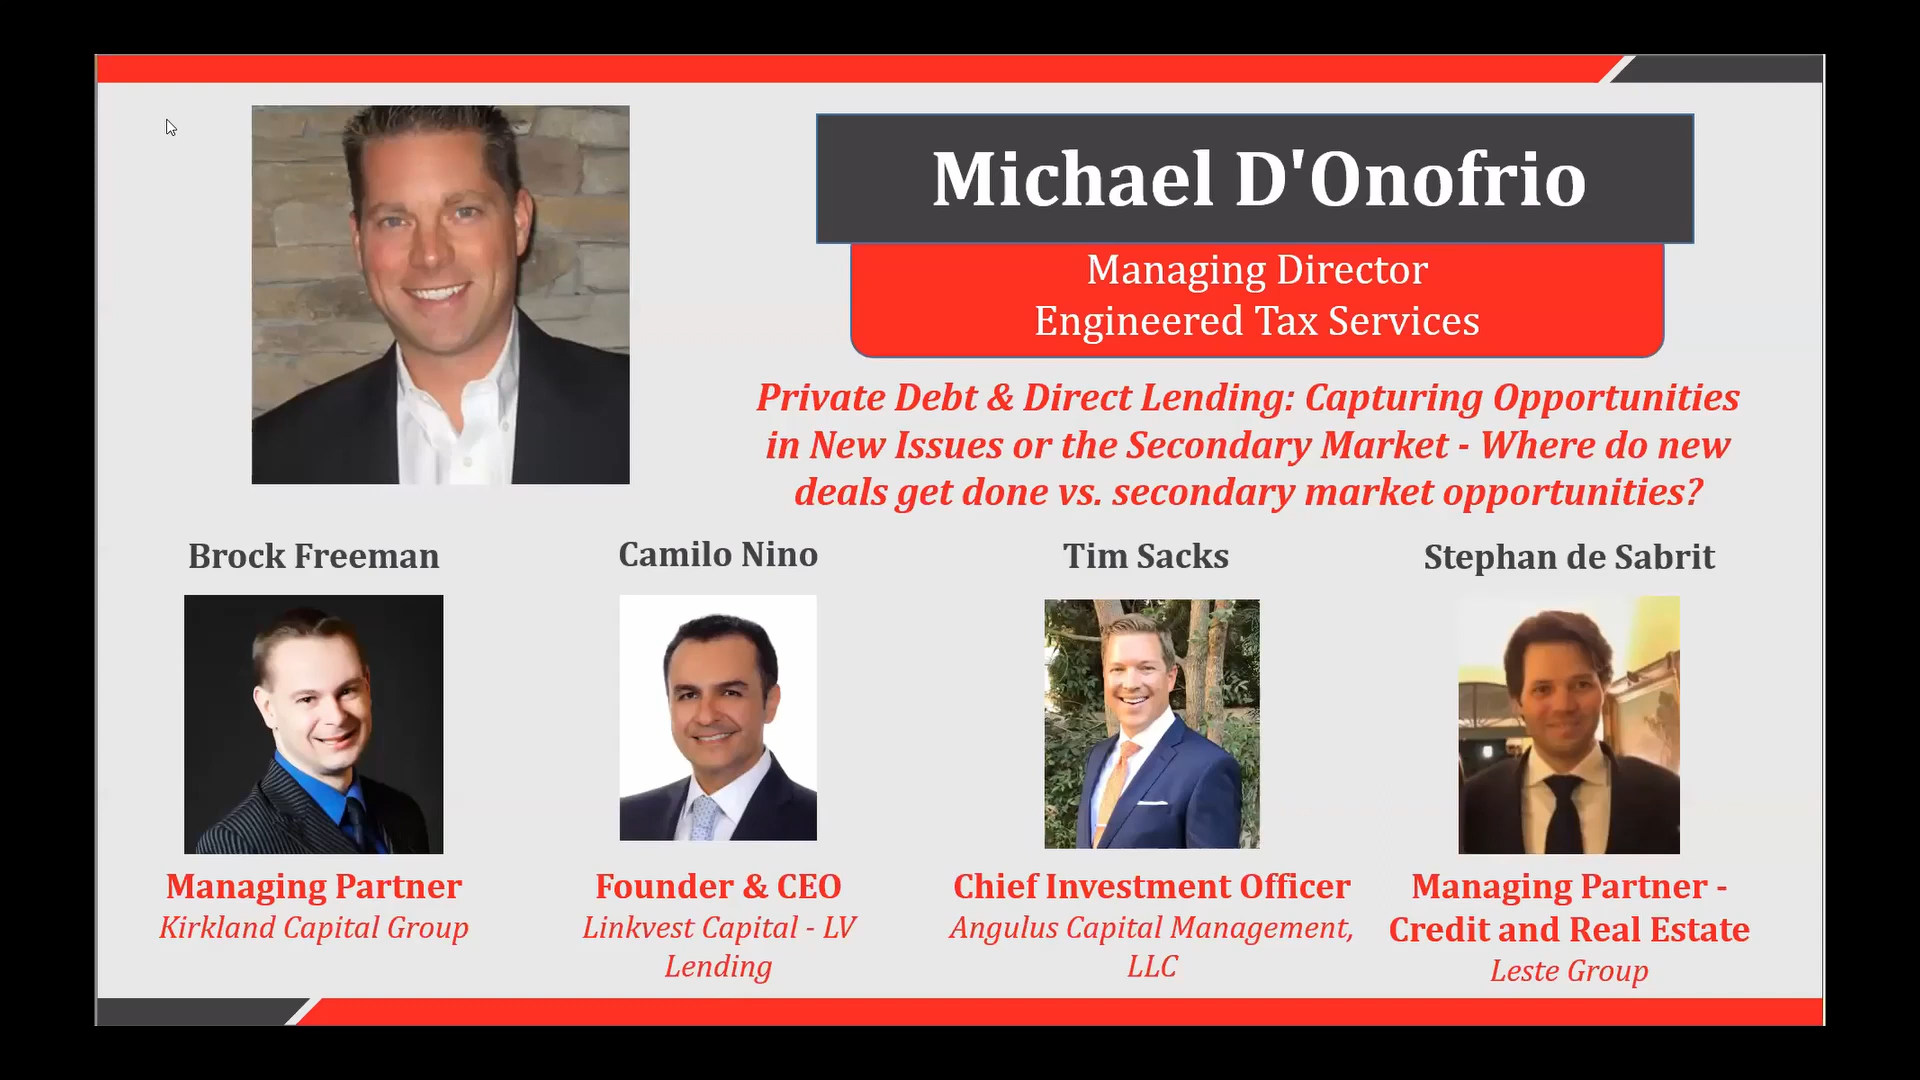 Michael D'Onofrio
Managing Director
Engineered Tax Services
Private Debt & Direct Lending: Capturing Opportunities
in New Issues or the Secondary Market - Where do new
deals get done vs. secondary market opportunities?
Brock Freeman
Managing Partner
Kirkland Capital Group
Camilo Nino
Founder & CEO
Linkvest Capital - LV
Lending
Tim Sacks
Chief Investment Officer
Angulus Capital Management,
LLC
Stephan de Sabrit
Managing Partner -
Credit and Real Estate
Leste Group